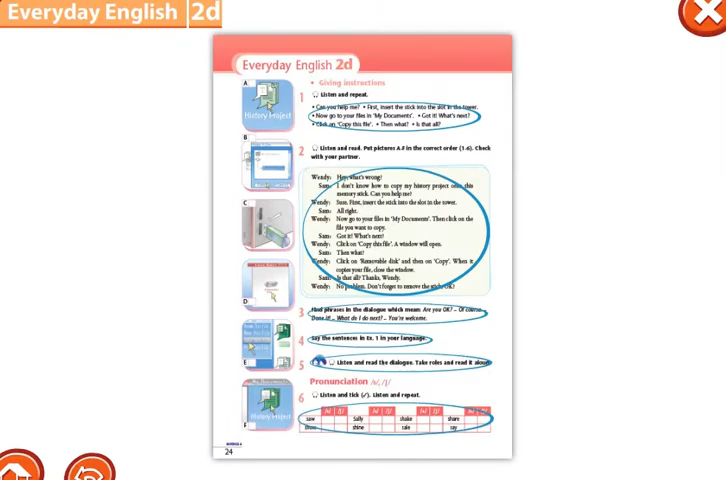 Everyday English 2d
Everyday English 2d
• Giving instructions
1 Listen and repeat.
• Can you help me? • First, insert the stick into the slot in the tower.
• Now go to your files in 'My Documents'. • Got it! What's next?
• Click on 'Copy this file'. • Then what? • Is that all?
A
History Project
B
2 Listen and read. Put pictures A-F in the correct order (1-6). Check
with your partner.
Wendy: Hey, what's wrong?
Sam: I don't know how to copy my history project onto this
memory stick. Can you help me?
Wendy: Sure. First, insert the stick into the slot in the tower.
Sam: All right.
Wendy: Now go to your files in 'My Documents'. Then click on the
file you want to copy.
Sam: Got it! What's next?
Wendy: Click on 'Copy this file'. A window will open.
Sam: Then what?
Wendy: Click on 'Removable disk' and then on 'Copy'. When it
copies your file, close the window.
Sam: Is that all? Thanks, Wendy.
Wendy: No problem. Don't forget to remove the stick, OK?
C
D
3 Find phrases in the dialogue which mean: Are you OK? – Of course. –
Done it! – What do I do next? – You're welcome.
4 Say the sentences in Ex. 1 in your language.
E
5 Listen and read the dialogue. Take roles and read it aloud.
Pronunciation /s/, /ʃ/
6 Listen and tick (✓). Listen and repeat.
History Project
F
/s/ /ʃ/ /s/ /ʃ/ /s/ /ʃ/
saw Sally shake share
show shine sale say
24